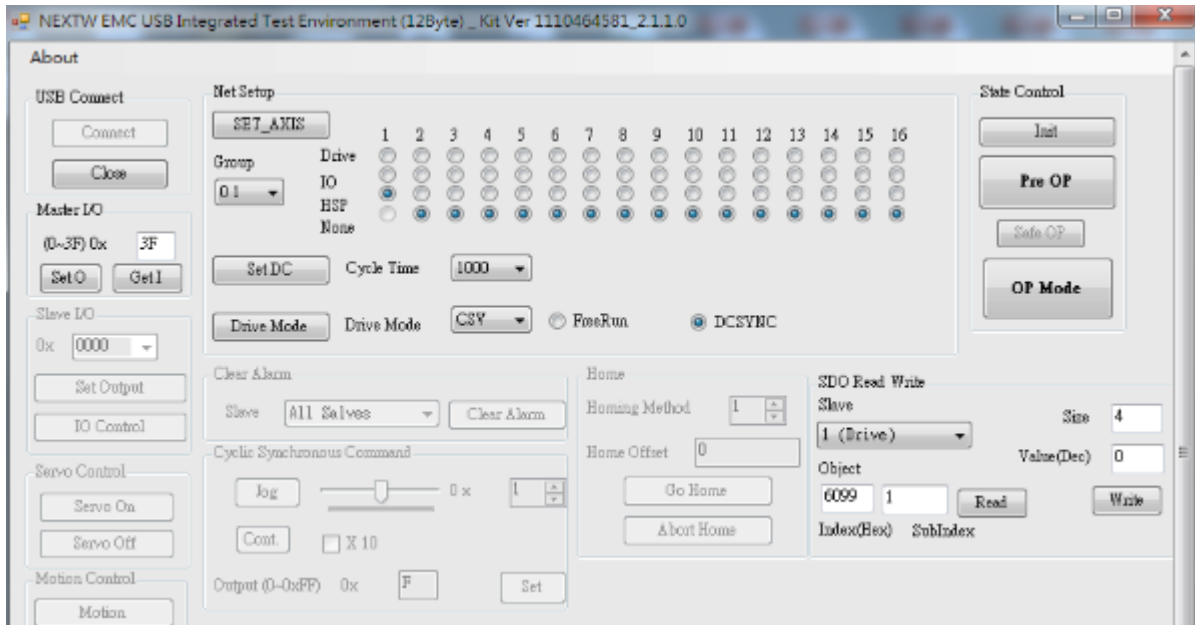 NEXTW EMC USB Integrated Test Environment (12Byte) _ Kit Ver 1110464581_2.1.1.0
About
USB Connect
Connect
Close
Master I/O
(0~3F) 0x 3F
Set O Get I
Slave I/O
0x 0000
Set Output
IO Control
Servo Control
Servo On
Servo Off
Motion Control
Motion
Net Setup
SET_AXIS
1 2 3 4 5 6 7 8 9 10 11 12 13 14 15 16
Group
0 1
Drive
IO
HSP
None
Set DC Cycle Time 1000
Drive Mode Drive Mode CSV FreeRun DCSYNC
Clear Alarm
Slave All Salves Clear Alarm
Cyclic Synchronous Command
Jog 0 x 1
Cont. X 10
Output (0~0xFF) 0x F Set
Home
Homing Method 1
Home Offset 0
Go Home
Abort Home
State Control
Init
Pre OP
Safe OP
OP Mode
SDO Read Write
Slave
1 (Drive)
Size 4
Value(Dec) 0
Object
6099 1 Read Write
Index(Hex) SubIndex